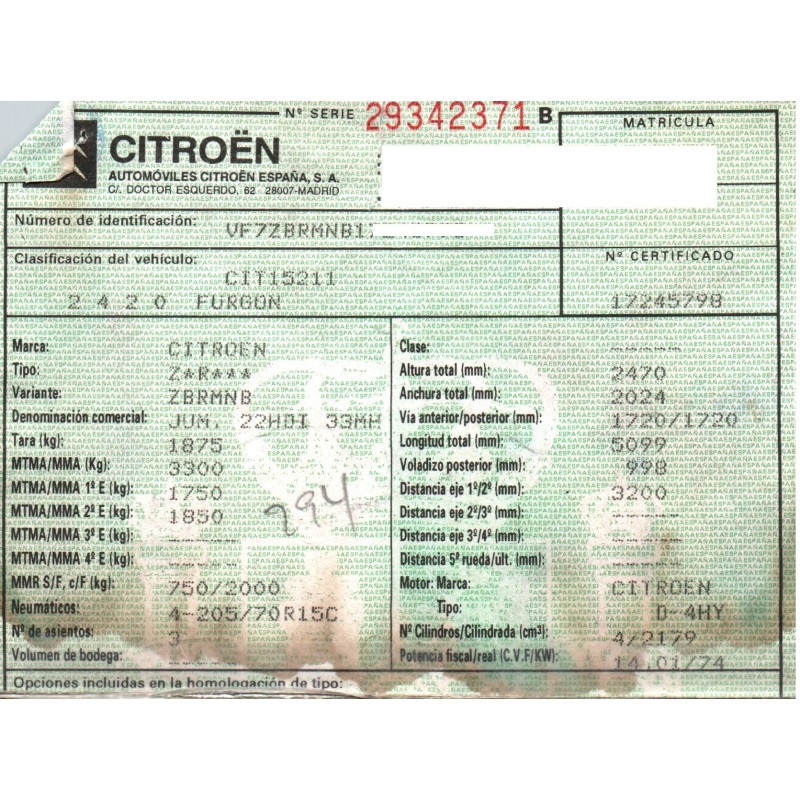 Nº SERIE 29342371 B
MATRÍCULA
CITROËN
AUTOMÓVILES CITROËN ESPAÑA, S. A.
C/. DOCTOR ESQUERDO, 62 28007-MADRID
Número de identificación: VF7ZBRMNB1
Clasificación del vehículo:
CIT15211
2 4 2 0 FURGON
Nº CERTIFICADO
17245798
Marca: CITROEN
Tipo: Z*R***
Variante: ZBRMNB
Denominación comercial: JUM. 22HDI 33MH
Tara (kg): 1875
MTMA/MMA (Kg): 3300
MTMA/MMA 1º E (kg): 1750
MTMA/MMA 2º E (kg): 1850
294
MTMA/MMA 3º E (kg): ------
MTMA/MMA 4º E (kg): ------
MMR S/F, c/F (kg): 750/2000
Neumáticos: 4-205/70R15C
Nº de asientos: 3
Volumen de bodega: ------
Clase: ------
Altura total (mm): 2470
Anchura total (mm): 2024
Via anterior/posterior (mm): 1720/1720
Longitud total (mm): 5099
Voladizo posterior (mm): 998
Distancia eje 1º/2º (mm): 3200
Distancia eje 2º/3º (mm): ------
Distancia eje 3º/4º (mm): ------
Distancia 5ª rueda/últ. (mm): ------
Motor: Marca: CITROEN
Tipo: D-4HY
Nº Cilindros/Cilindrada (cm³): 4/2179
Potencia fiscal/real (C.V.F/KW): 14,01/74
Opciones incluidas en la homologación de tipo: